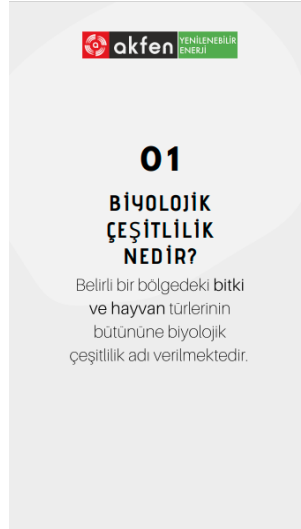 akfen YENİLENEBİLİR
ENERJİ
01
BİYOLOJİK
ÇEŞİTLİLİK
NEDİR?
Belirli bir bölgedeki bitki
ve hayvan türlerinin
bütününe biyolojik
çeşitlilik adı verilmektedir.